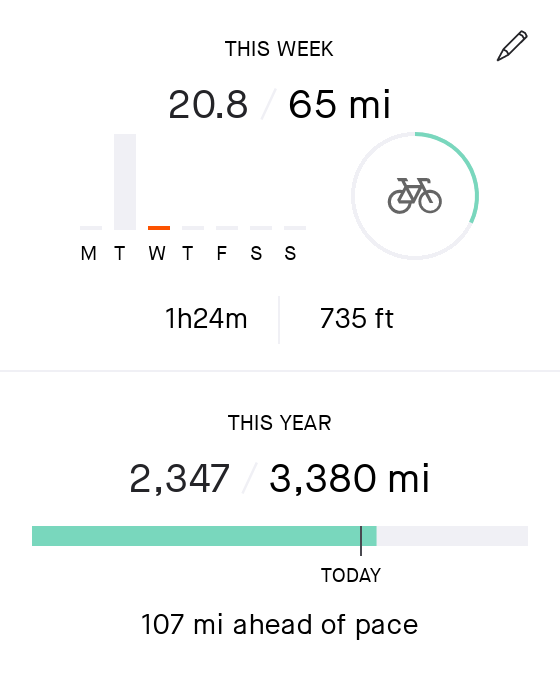 THIS WEEK
20.8 / 65 mi
M T W T F S S
1h24m 735 ft
THIS YEAR
2,347 / 3,380 mi
TODAY
107 mi ahead of pace